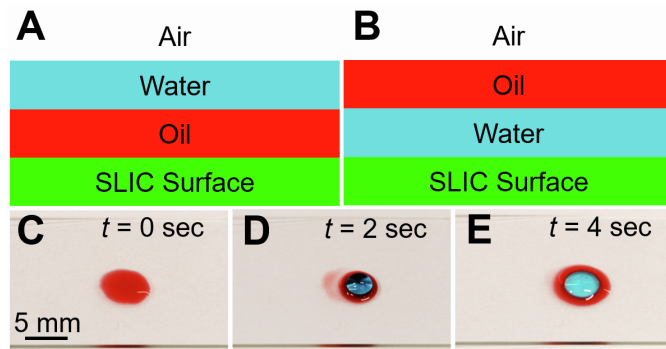 A
Air
Water
Oil
SLIC Surface
B
Air
Oil
Water
SLIC Surface
C
t = 0 sec
5 mm
D
t = 2 sec
E
t = 4 sec